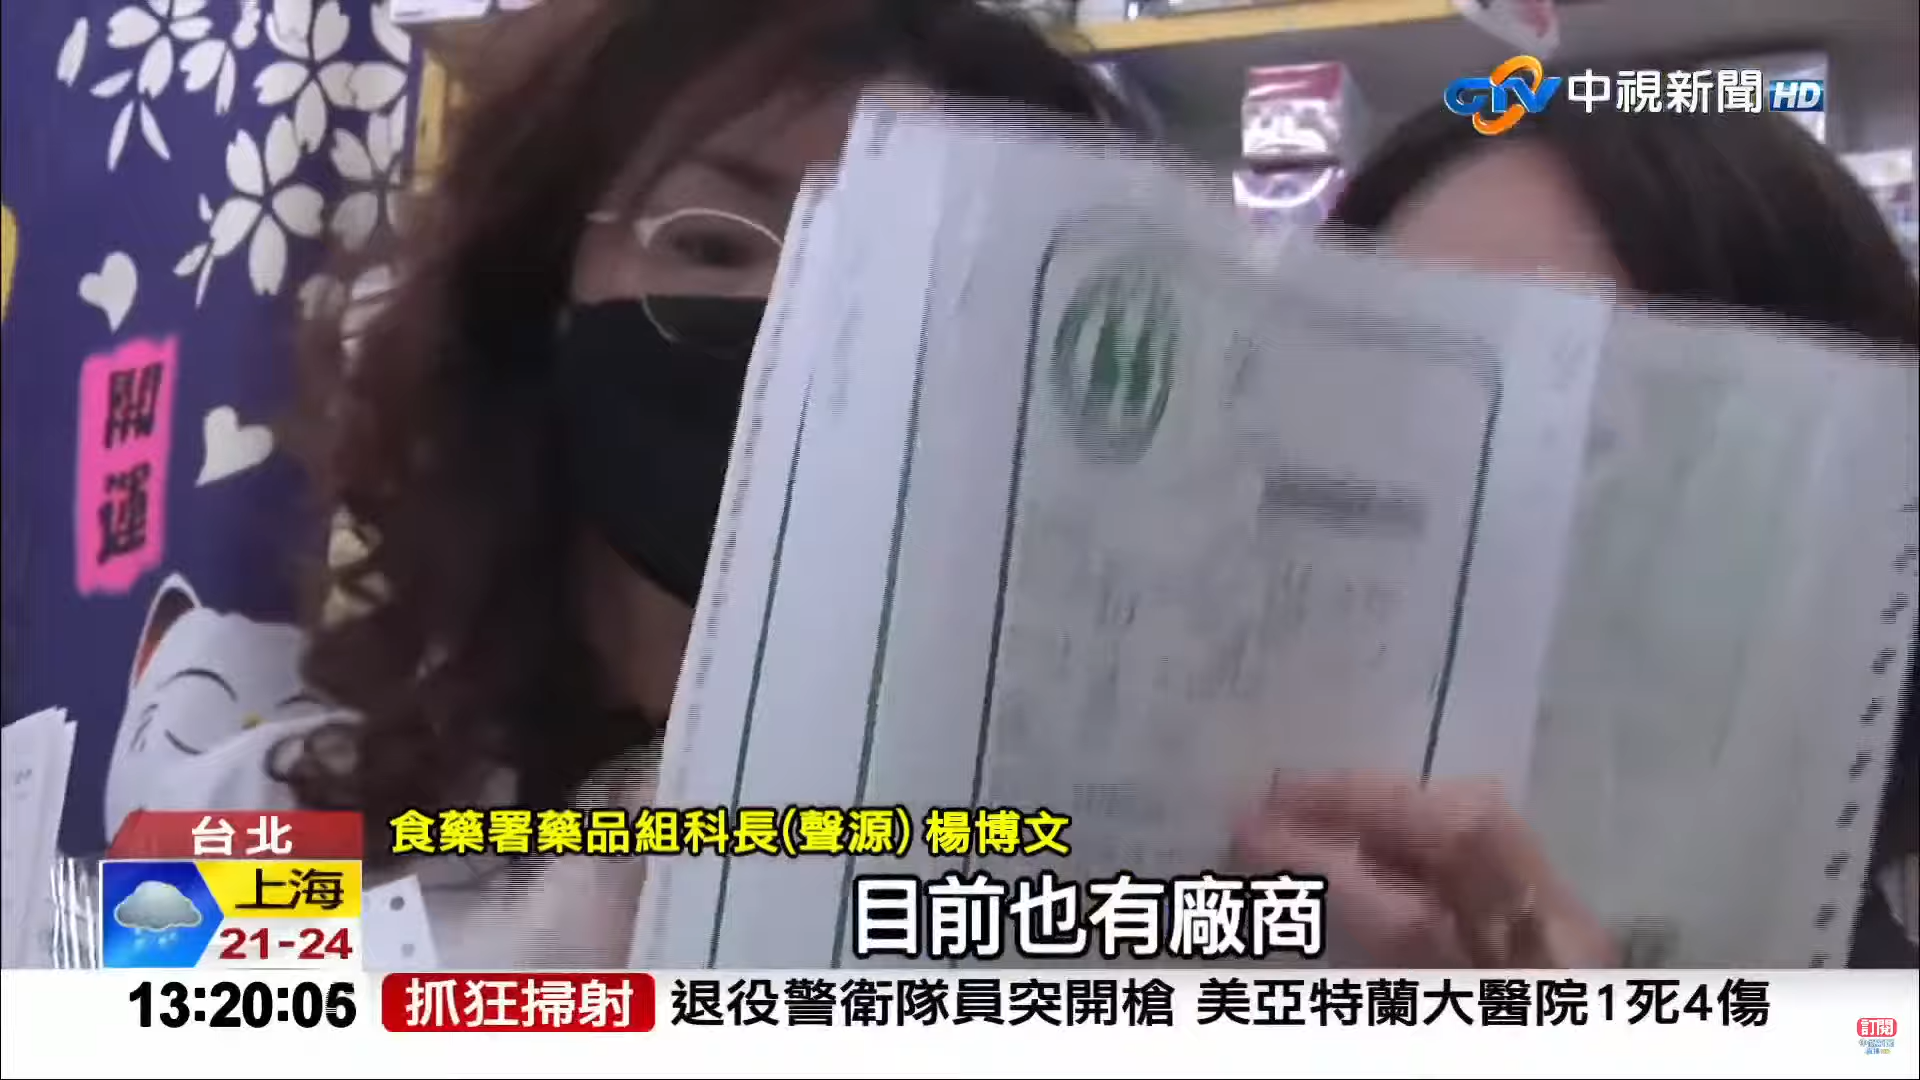 CTV中視新聞HD
開運
台北
食藥署藥品組科長(聲源) 楊博文
上海
目前也有廠商
21-24
13:20:05
抓狂掃射
退役警衛隊員突開槍 美亞特蘭大醫院1死4傷
訂閱